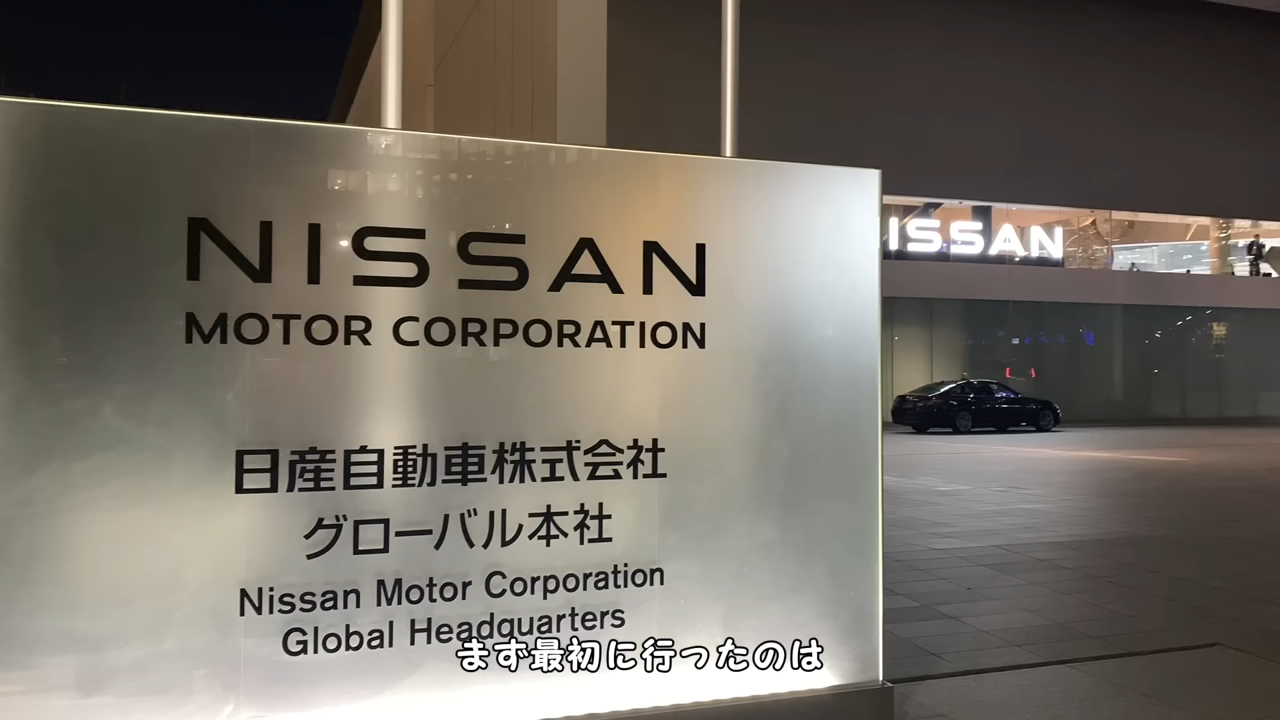 NISSAN
MOTOR CORPORATION
日産自動車株式会社
グローバル本社
Nissan Motor Corporation
Global Headquarters
NISSAN
まず最初に行ったのは